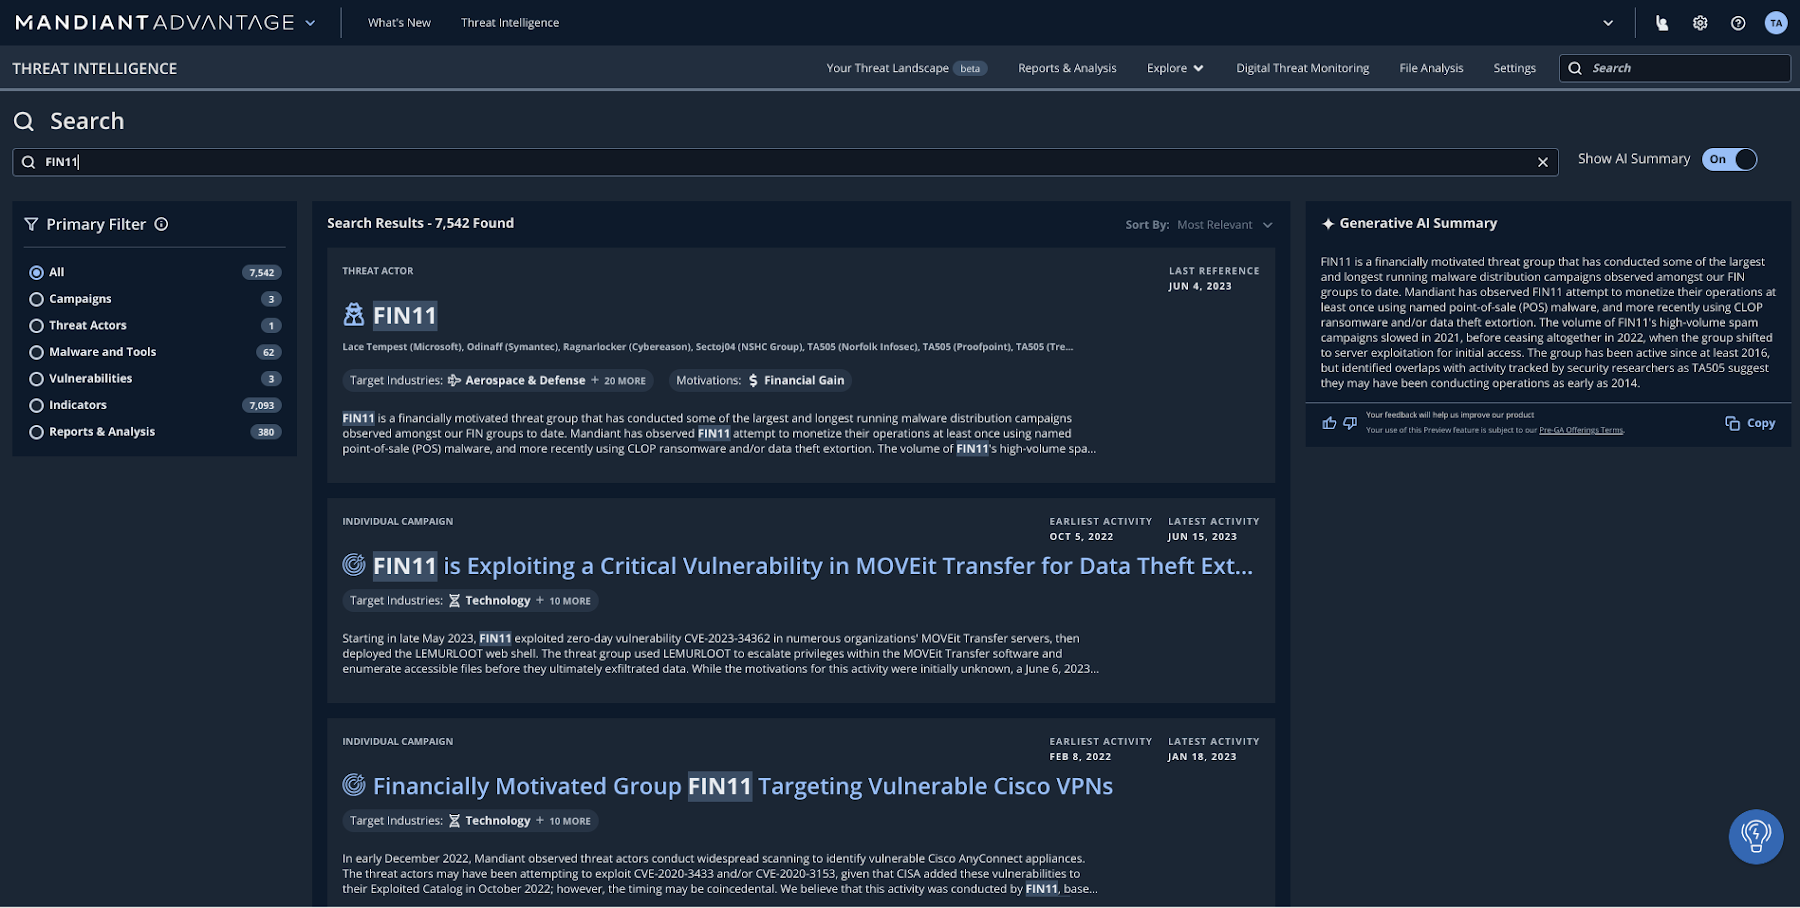 MANDIANT ADVANTAGE
What's New
Threat Intelligence
TA
THREAT INTELLIGENCE
Your Threat Landscape beta
Reports & Analysis
Explore
Digital Threat Monitoring
File Analysis
Settings
Search
Search
FIN11
Show AI Summary On
Primary Filter
All 7,542
Campaigns 3
Threat Actors 1
Malware and Tools 62
Vulnerabilities 3
Indicators 7,093
Reports & Analysis 380
Search Results - 7,542 Found
Sort By: Most Relevant
THREAT ACTOR
LAST REFERENCE
JUN 4, 2023
FIN11
Lace Tempest (Microsoft), Odinaff (Symantec), Ragnarlocker (Cybereason), Sectoj04 (NSHC Group), TA505 (Norfolk Infosec), TA505 (Proofpoint), TA505 (Tre...
Target Industries: Aerospace & Defense + 20 MORE
Motivations: $ Financial Gain
FIN11 is a financially motivated threat group that has conducted some of the largest and longest running malware distribution campaigns
observed amongst our FIN groups to date. Mandiant has observed FIN11 attempt to monetize their operations at least once using named
point-of-sale (POS) malware, and more recently using CLOP ransomware and/or data theft extortion. The volume of FIN11's high-volume spa...
INDIVIDUAL CAMPAIGN
EARLIEST ACTIVITY
OCT 5, 2022
LATEST ACTIVITY
JUN 15, 2023
FIN11 is Exploiting a Critical Vulnerability in MOVEit Transfer for Data Theft Ext...
Target Industries: Technology + 10 MORE
Starting in late May 2023, FIN11 exploited zero-day vulnerability CVE-2023-34362 in numerous organizations' MOVEit Transfer servers, then
deployed the LEMURLOOT web shell. The threat group used LEMURLOOT to escalate privileges within the MOVEit Transfer software and
enumerate accessible files before they ultimately exfiltrated data. While the motivations for this activity were initially unknown, a June 6, 2023...
INDIVIDUAL CAMPAIGN
EARLIEST ACTIVITY
FEB 8, 2022
LATEST ACTIVITY
JAN 18, 2023
Financially Motivated Group FIN11 Targeting Vulnerable Cisco VPNs
Target Industries: Technology + 10 MORE
In early December 2022, Mandiant observed threat actors conduct widespread scanning to identify vulnerable Cisco AnyConnect appliances.
The threat actors may have been attempting to exploit CVE-2020-3433 and/or CVE-2020-3153, given that CISA added these vulnerabilities to
their Exploited Catalog in October 2022; however, the timing may be coincedental. We believe that this activity was conducted by FIN11, base...
Generative AI Summary
FIN11 is a financially motivated threat group that has conducted some of the largest
and longest running malware distribution campaigns observed amongst our FIN
groups to date. Mandiant has observed FIN11 attempt to monetize their operations at
least once using named point-of-sale (POS) malware, and more recently using CLOP
ransomware and/or data theft extortion. The volume of FIN11's high-volume spam
campaigns slowed in 2021, before ceasing altogether in 2022, when the group shifted
to server exploitation for initial access. The group has been active since at least 2016,
but identified overlaps with activity tracked by security researchers as TA505 suggest
they may have been conducting operations as early as 2014.
Your feedback will help us improve our product
Your use of this Preview feature is subject to our Pre-GA Offerings Terms.
Copy